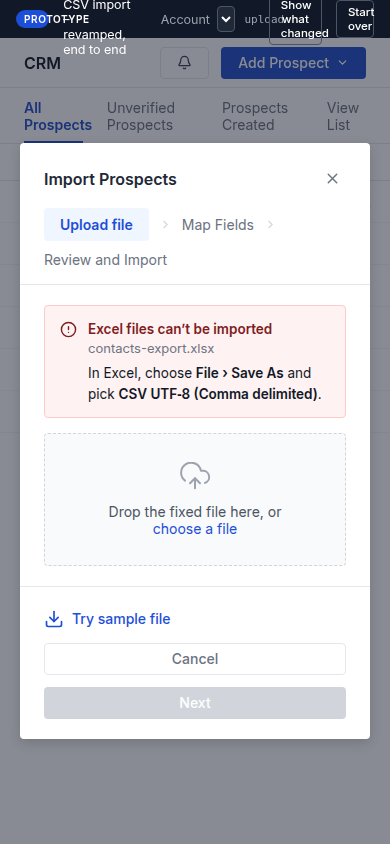 PROTOTYPE
CSV import
revamped,
end to end
Account
upload
Show
what
changed
Start
over
CRM
Add Prospect
All
Prospects
Unverified
Prospects
Prospects
Created
View
List
Import Prospects
Upload file
Map Fields
Review and Import
Excel files can’t be imported
contacts-export.xlsx
In Excel, choose File › Save As and
pick CSV UTF-8 (Comma delimited).
Drop the fixed file here, or
choose a file
Try sample file
Cancel
Next